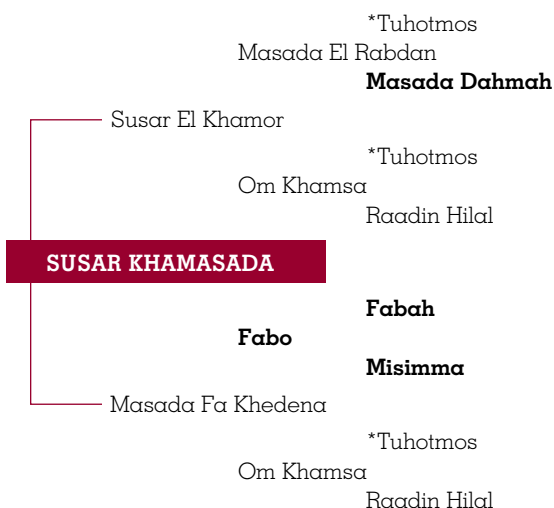 *Tuhotmos
Masada El Rabdan
Masada Dahmah
Susar El Khamor
*Tuhotmos
Om Khamsa
Raadin Hilal
SUSAR KHAMASADA
Fabah
Fabo
Misimma
Masada Fa Khedena
*Tuhotmos
Om Khamsa
Raadin Hilal